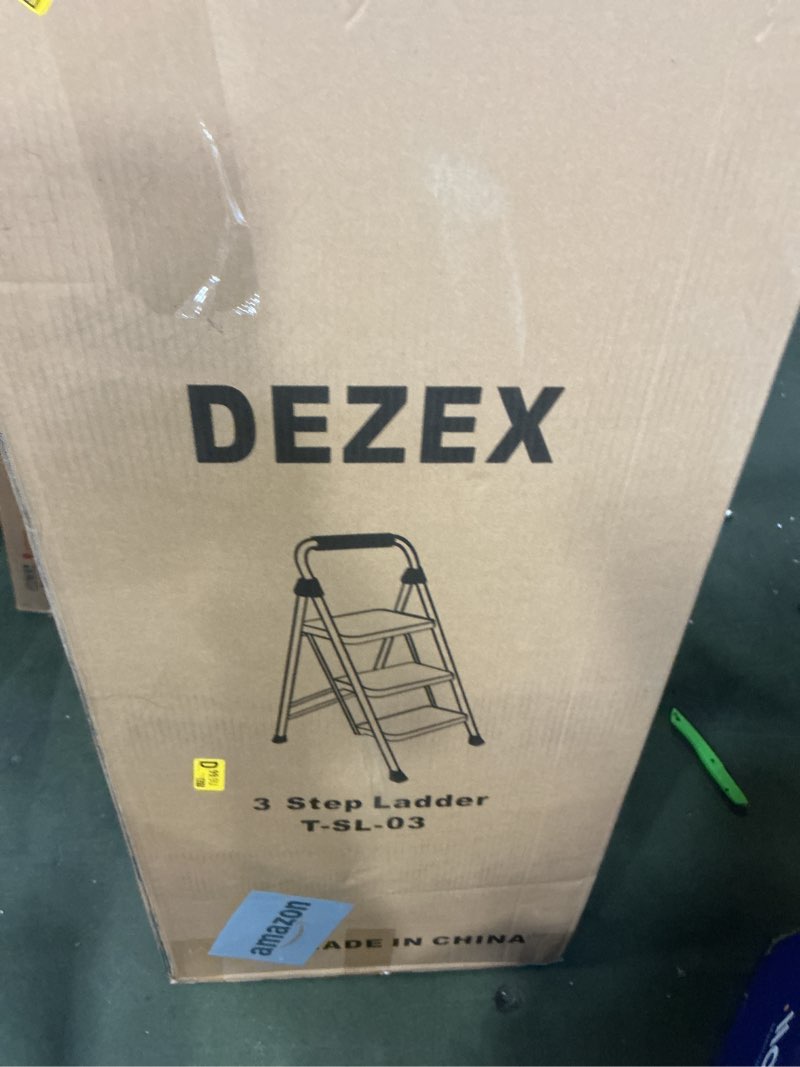 DEZEX
3 Step Ladder
T-SL-03
amazon
ADE IN CHINA